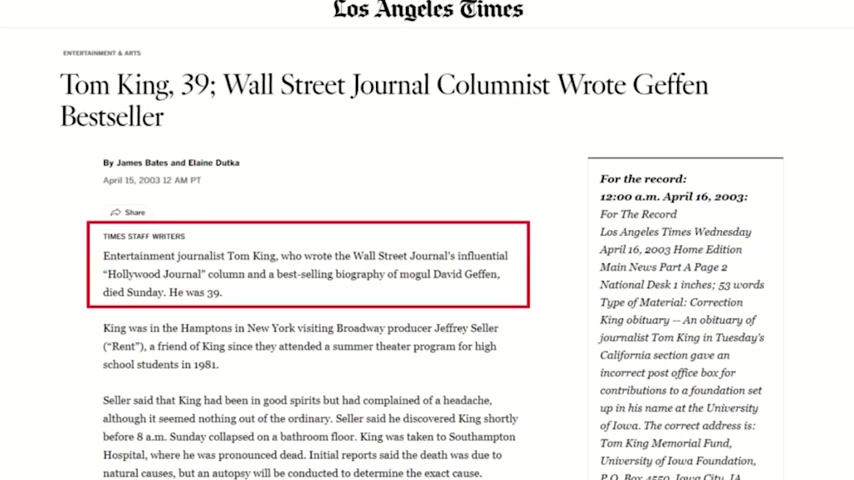 Los Angeles Times
ENTERTAINMENT & ARTS
Tom King, 39; Wall Street Journal Columnist Wrote Geffen
Bestseller
By James Bates and Elaine Dutka
April 15, 2003 12 AM PT
Share
TIMES STAFF WRITERS
Entertainment journalist Tom King, who wrote the Wall Street Journal's influential
“Hollywood Journal” column and a best-selling biography of mogul David Geffen,
died Sunday. He was 39.
King was in the Hamptons in New York visiting Broadway producer Jeffrey Seller
(“Rent”), a friend of King since they attended a summer theater program for high
school students in 1981.
Seller said that King had been in good spirits but had complained of a headache,
although it seemed nothing out of the ordinary. Seller said he discovered King shortly
before 8 a.m. Sunday collapsed on a bathroom floor. King was taken to Southampton
Hospital, where he was pronounced dead. Initial reports said the death was due to
natural causes, but an autopsy will be conducted to determine the exact cause.
For the record:
12:00 a.m. April 16, 2003:
For The Record
Los Angeles Times Wednesday
April 16, 2003 Home Edition
Main News Part A Page 2
National Desk 1 inches; 53 words
Type of Material: Correction
King obituary -- An obituary of
journalist Tom King in Tuesday's
California section gave an
incorrect post office box for
contributions to a foundation set
up in his name at the University
of Iowa. The correct address is:
Tom King Memorial Fund,
University of Iowa Foundation,
P.O. Box 4550, Iowa City, IA